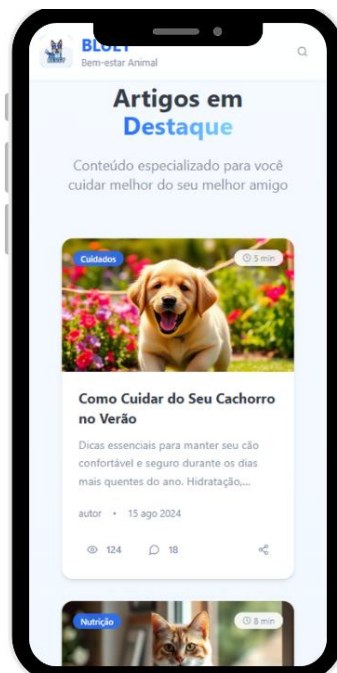 Bem-estar Animal
Artigos em
Destaque
Conteúdo especializado para você
cuidar melhor do seu melhor amigo
Cuidados
5 min
Como Cuidar do Seu Cachorro
no Verão
Dicas essenciais para manter seu cão
confortável e seguro durante os dias
mais quentes do ano. Hidratação,...
autor • 15 ago 2024
124 18
Nutrição
8 min